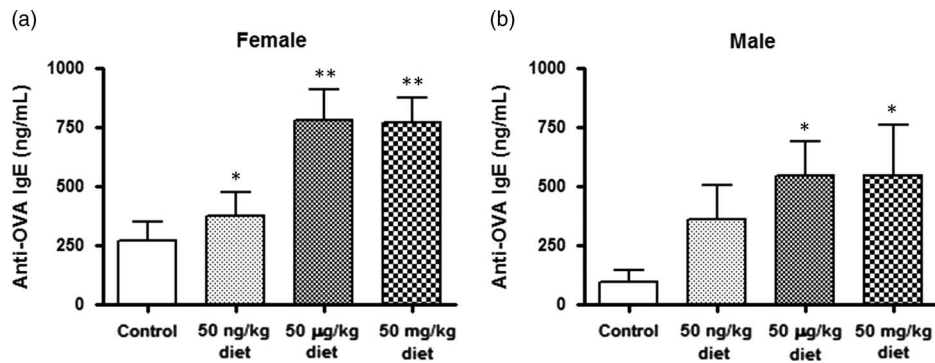 (a)
Female
Anti-OVA IgE (ng/mL)
1000
750
500
250
0
*
**
**
Control
50 ng/kg
diet
50 µg/kg
diet
50 mg/kg
diet
(b)
Male
Anti-OVA IgE (ng/mL)
1000
750
500
250
0
*
*
Control
50 ng/kg
diet
50 µg/kg
diet
50 mg/kg
diet